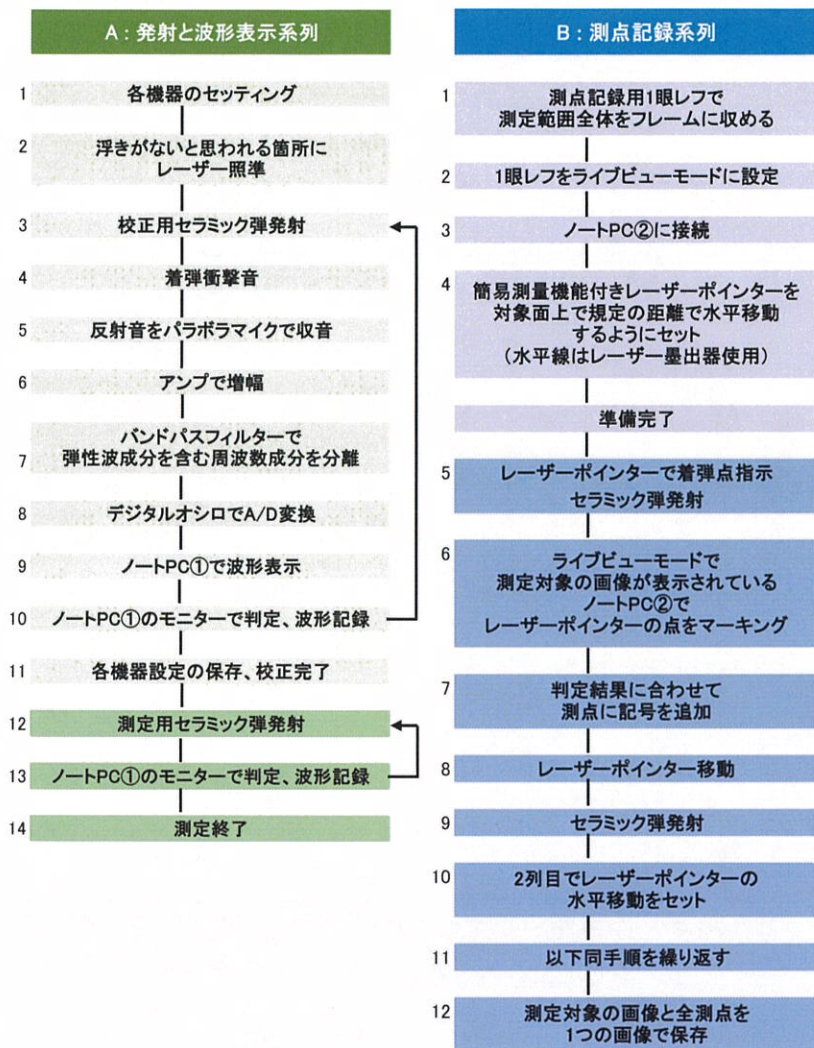 A：発射と波形表示系列
1 各機器のセッティング
2 浮きがないと思われる箇所に
レーザー照準
3 校正用セラミック弾発射
4 着弾衝撃音
5 反射音をパラボラマイクで収音
6 アンプで増幅
バンドパスフィルターで
7 弾性波成分を含む周波数成分を分離
8 デジタルオシロでA/D変換
9 ノートPC①で波形表示
10 ノートPC①のモニターで判定、波形記録
11 各機器設定の保存、校正完了
12 測定用セラミック弾発射
13 ノートPC①のモニターで判定、波形記録
14 測定終了
B：測点記録系列
1 測点記録用1眼レフで
測定範囲全体をフレームに収める
2 1眼レフをライブビューモードに設定
3 ノートPC②に接続
4 簡易測量機能付きレーザーポインターを
対象面上で規定の距離で水平移動
するようにセット
（水平線はレーザー墨出器使用）
準備完了
5 レーザーポインターで着弾点指示
セラミック弾発射
6 ライブビューモードで
測定対象の画像が表示されている
ノートPC②で
レーザーポインターの点をマーキング
7 判定結果に合わせて
測点に記号を追加
8 レーザーポインター移動
9 セラミック弾発射
10 2列目でレーザーポインターの
水平移動をセット
11 以下同手順を繰り返す
12 測定対象の画像と全測点を
1つの画像で保存